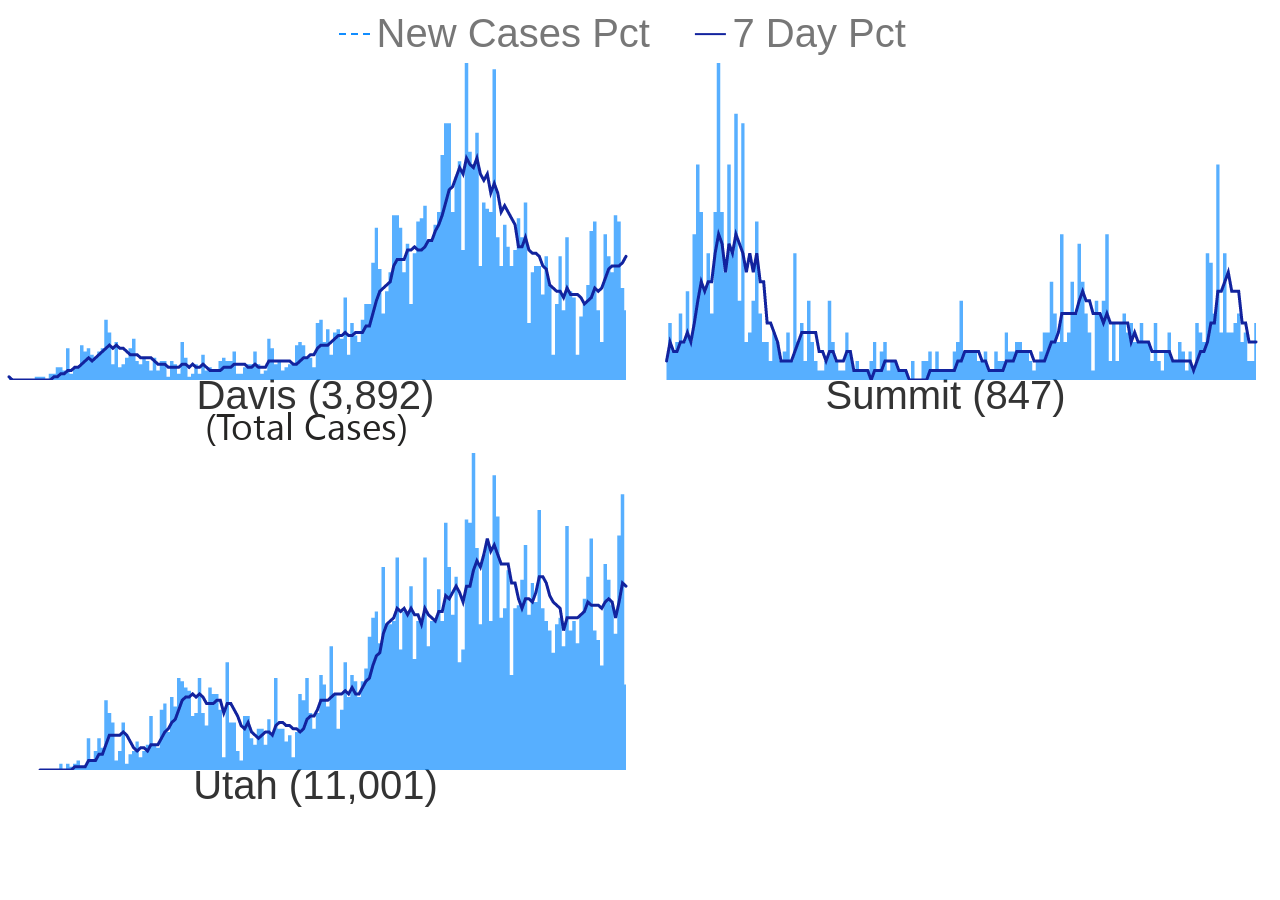 New Cases Pct 7 Day Pct
Davis (3,892)
(Total Cases)
Summit (847)
Utah (11,001)